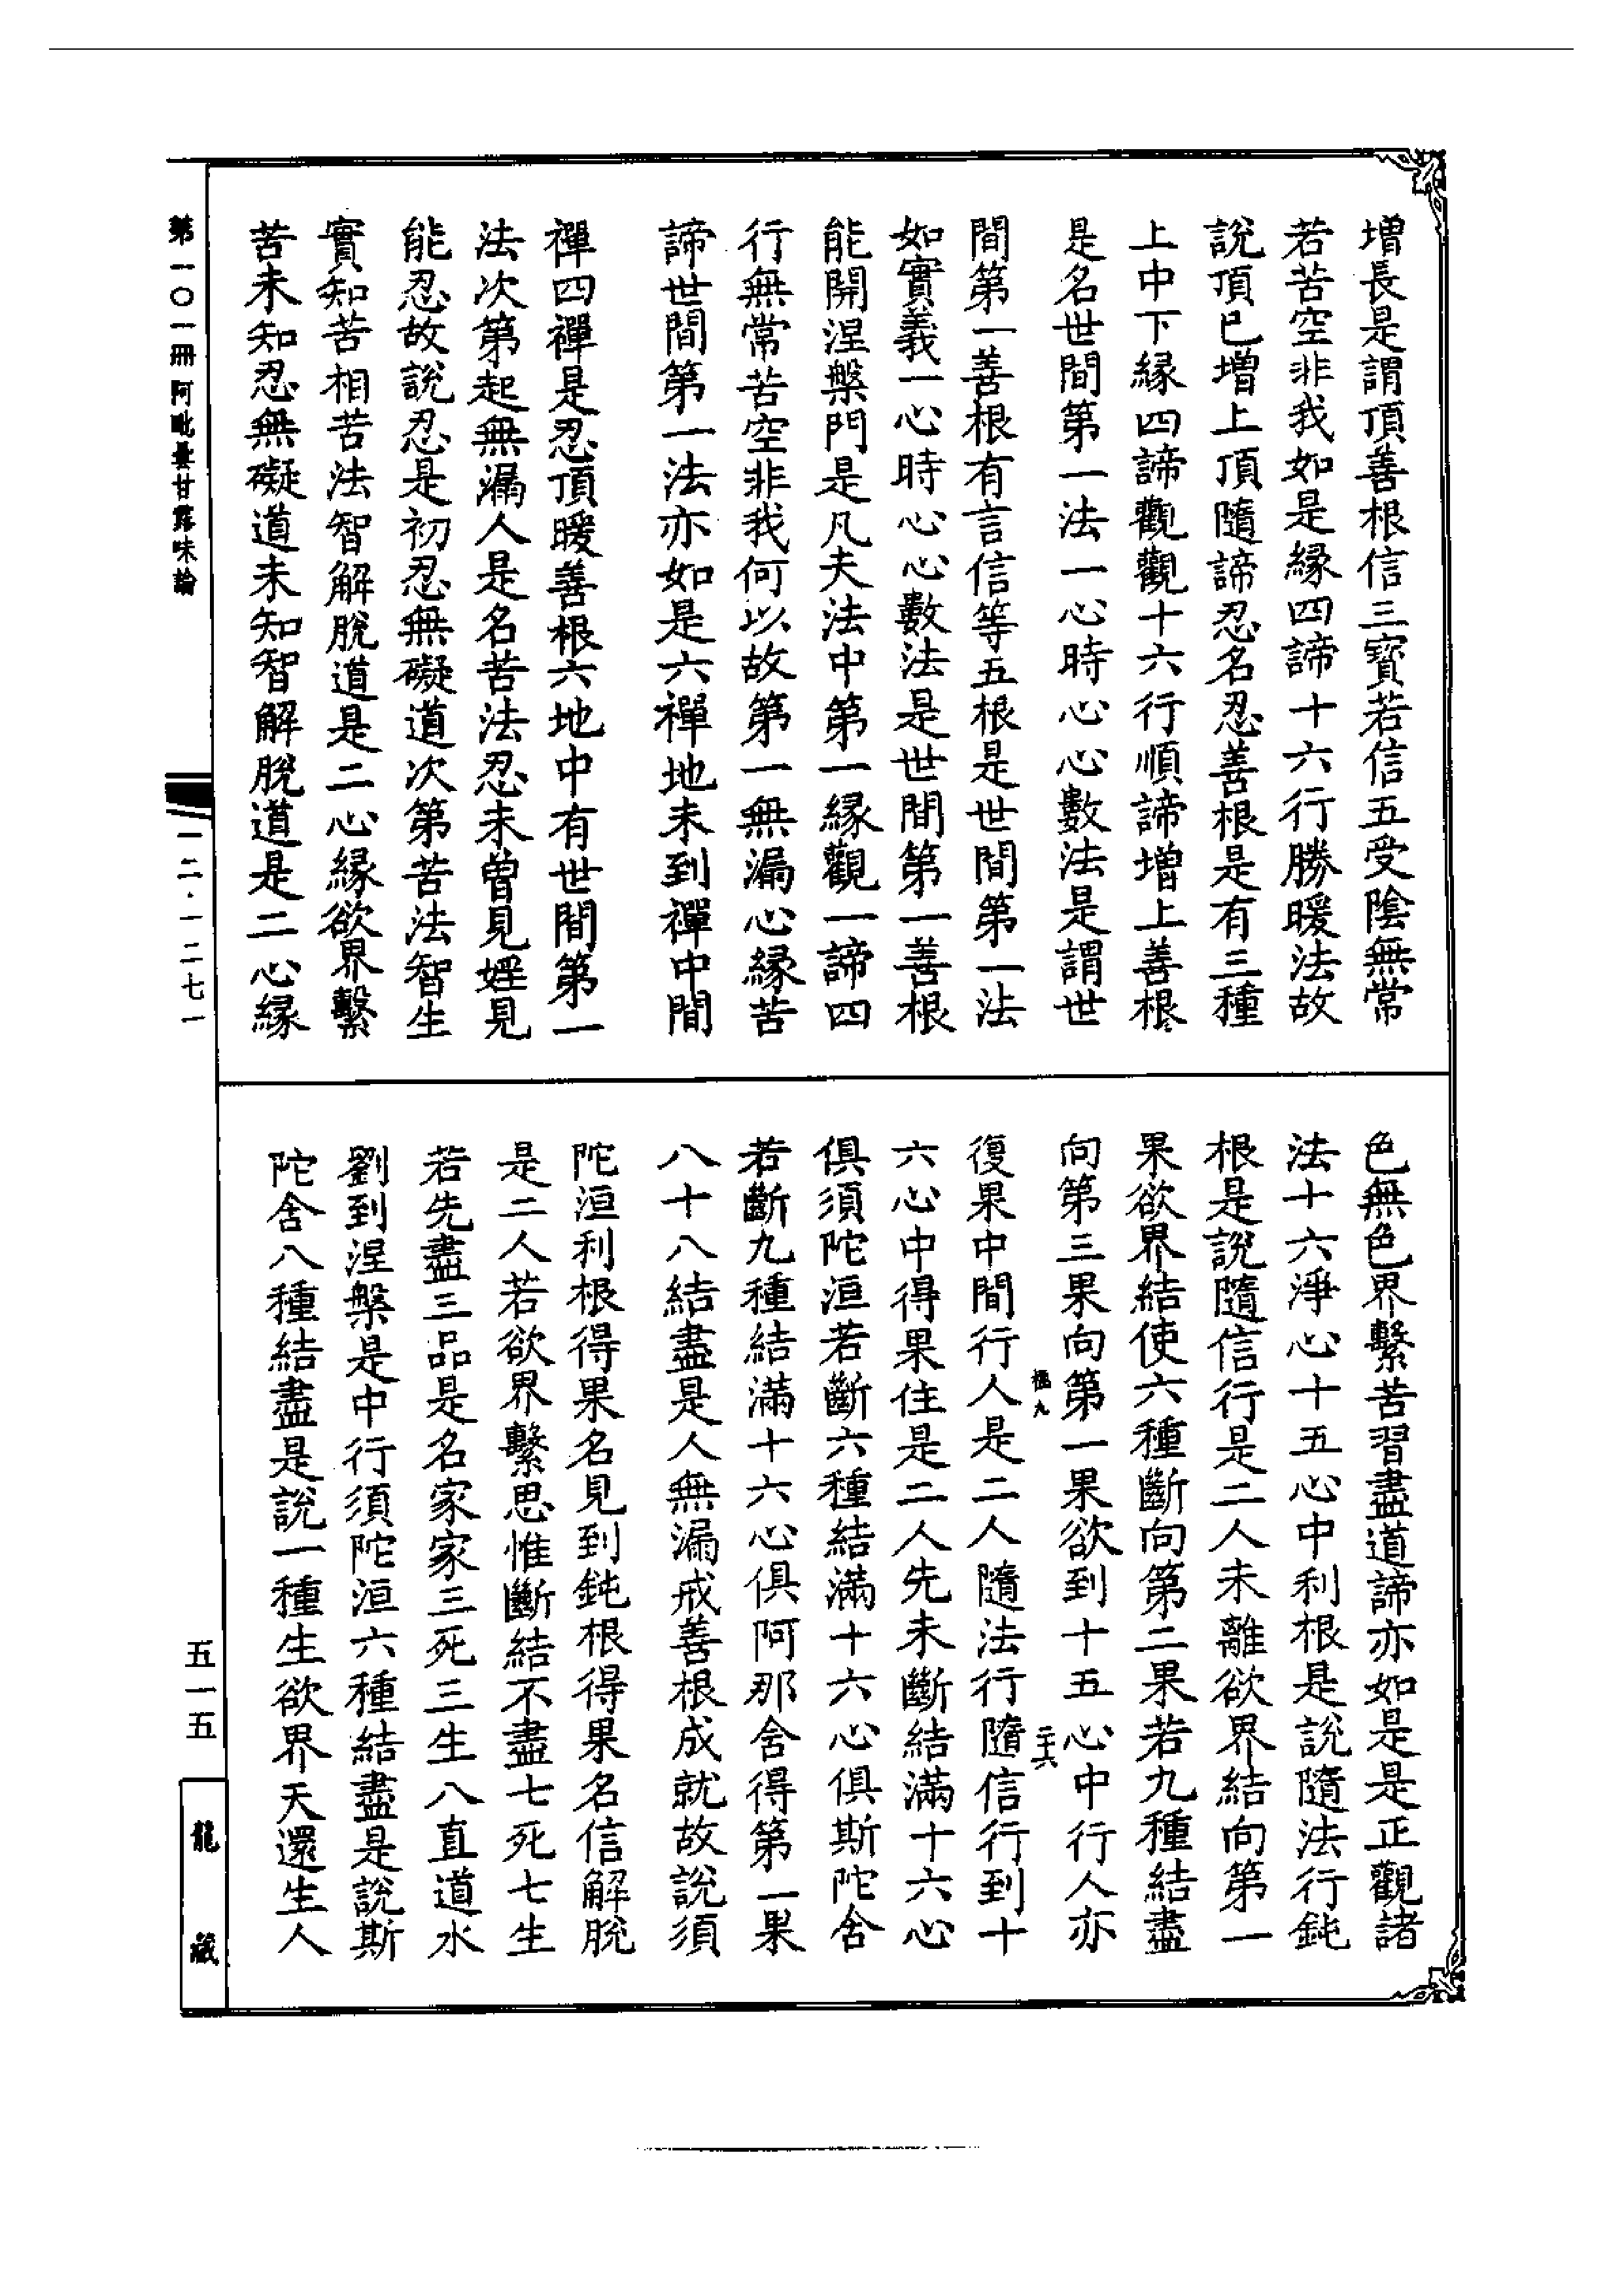 增長是謂頂善根信三寶若信五受陰無常
若苦空非我如是緣四諦十六行勝暖法故
說頂已增上頂隨諦忍名忍善根是有三種
上中下緣四諦觀觀十六行順諦增上善根
是名世間第一法一心時心心數法是謂世
間第一善根有言信等五根是世間第一法
如實義一心時心心數法是世間第一善根
能開涅槃門是凡夫法中第一緣觀一諦四
行無常苦空非我何以故第一無漏心緣苦
諦世間第一法亦如是六禪地未到禪中間
禪四禪是忍頂暖善根六地中有世間第一
法次第起無漏人是名苦法忍未曾見婬見
能忍故說忍是初忍無礙道次第苦法智生
實知苦相苦法智解脫道是二心緣欲界繫
苦未知忍無礙道未知智解脫道是二心緣
色無色界繫苦習盡道諦亦如是是正觀諸
法十六淨心十五心中利根是說隨法行鈍
根是說隨信行是二人未離欲界結向第一
果欲界結使六種斷向第二果若九種結盡
向第三果向第一果欲到十五心中行人亦
復果中間行人是二人隨法行隨信行到十
六心中得果住是二人先未斷結滿十六心
俱須陀洹若斷六種結滿十六心俱斯陀含
若斷九種結滿十六心俱阿那含得第一果
八十八結盡是人無漏戒善根成就故說須
陀洹利根得果名見到鈍根得果名信解脫
是二人若欲界繫思惟斷結不盡七死七生
若先盡三品是名家家三死三生八直道水
劉到涅槃是中行須陀洹六種結盡是說斯
陀含八種結盡是說一種生欲界天還生人
第一〇一冊 阿毗曇甘露味論
一二·一二七一
五一五
龍藏